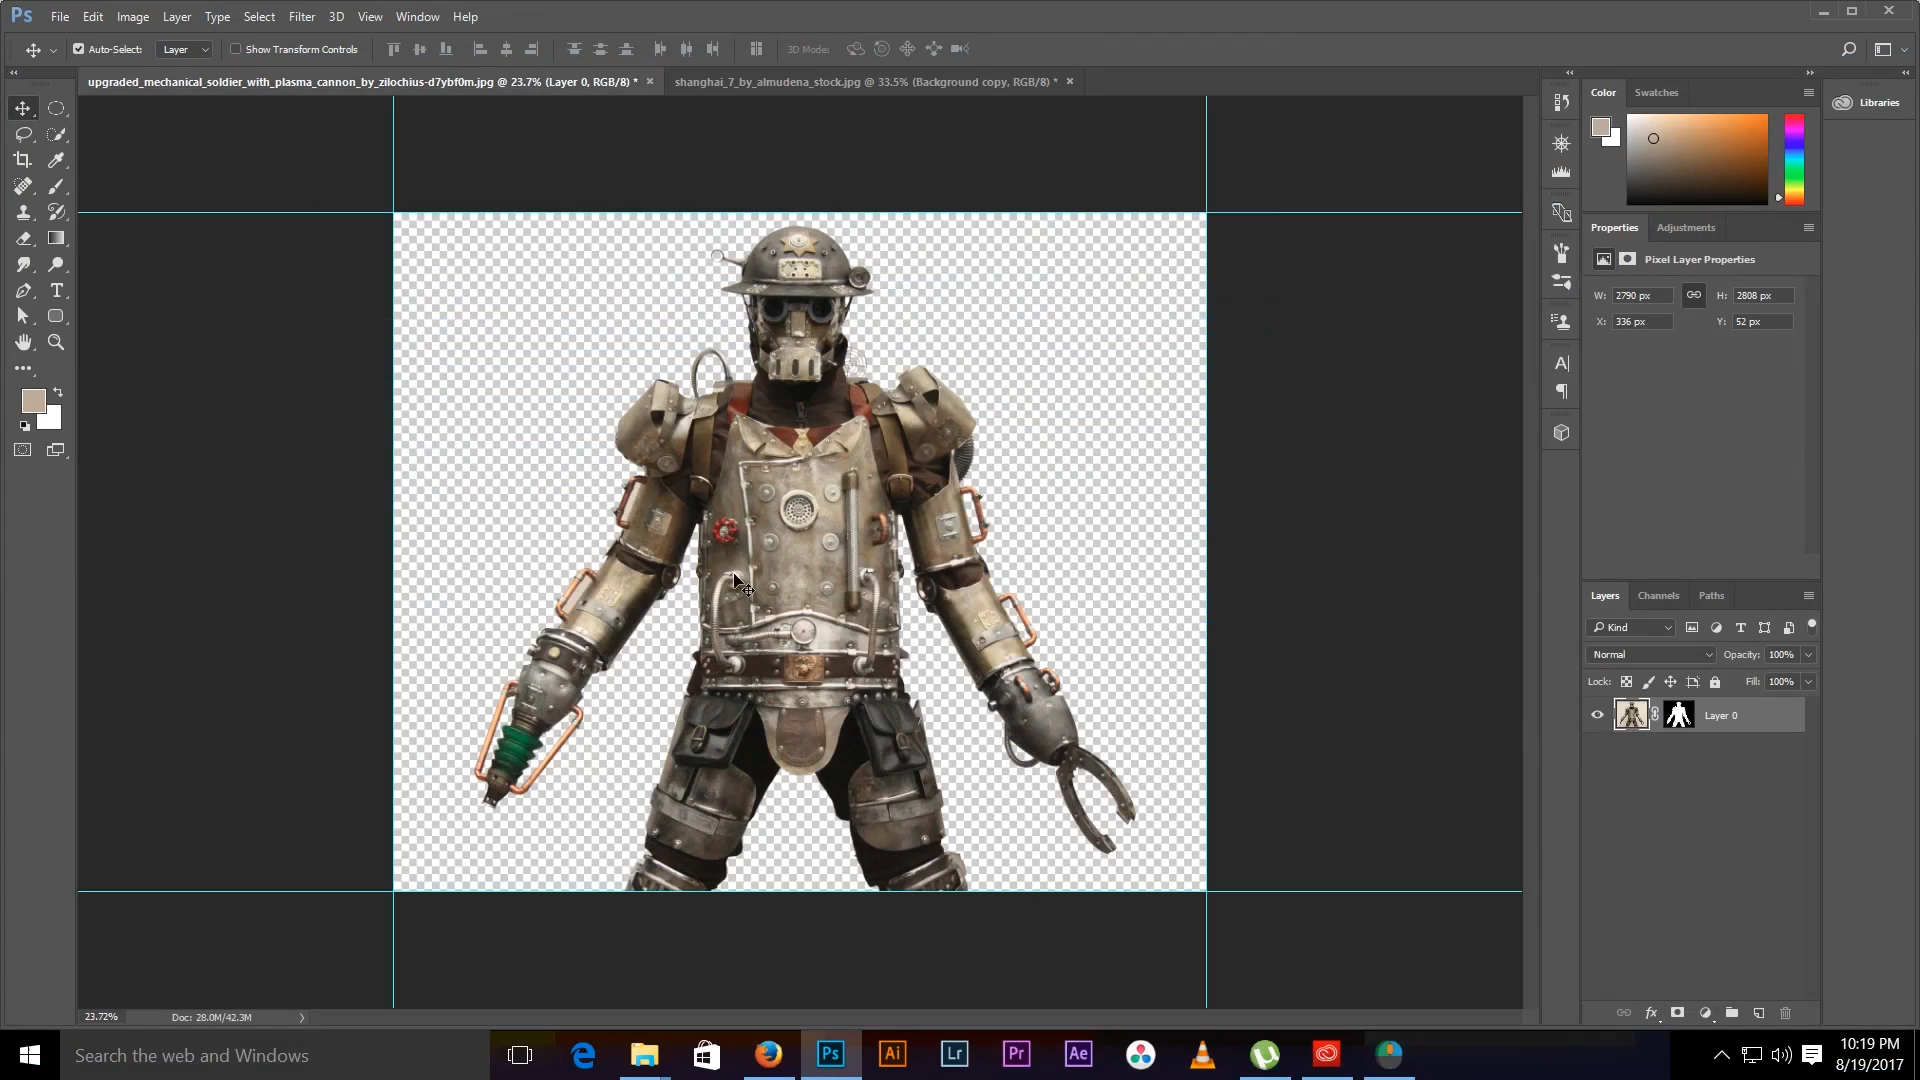 Ps File Edit Image Layer Type Select Filter 3D View Window Help
Auto-Select: Layer Show Transform Controls 3D Mode:
upgraded_mechanical_soldier_with_plasma_cannon_by_zilochius-d7ybf0m.jpg @ 23.7% (Layer 0, RGB/8) *
shanghai_7_by_almudena_stock.jpg @ 33.5% (Background copy, RGB/8) *
Color Swatches
Libraries
Properties Adjustments
Pixel Layer Properties
W: 2790 px H: 2808 px
X: 336 px Y: 52 px
Layers Channels Paths
Kind
Normal Opacity: 100%
Lock: Fill: 100%
Layer 0
fx
23.72% Doc: 28.0M/42.3M
Search the web and Windows
Ps Ai Lr Pr Ae
10:19 PM
8/19/2017